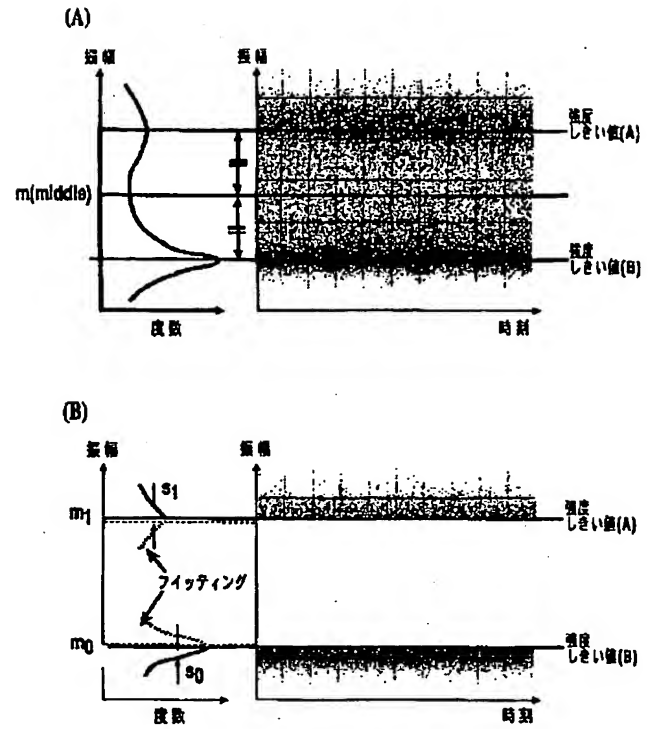 (A)
振幅
振幅
強度
しきい値(A)
m(middle)
強度
しきい値(B)
度数
時刻
(B)
振幅
振幅
S1
m1
強度
しきい値(A)
フィッティング
m0
強度
しきい値(B)
S0
度数
時刻